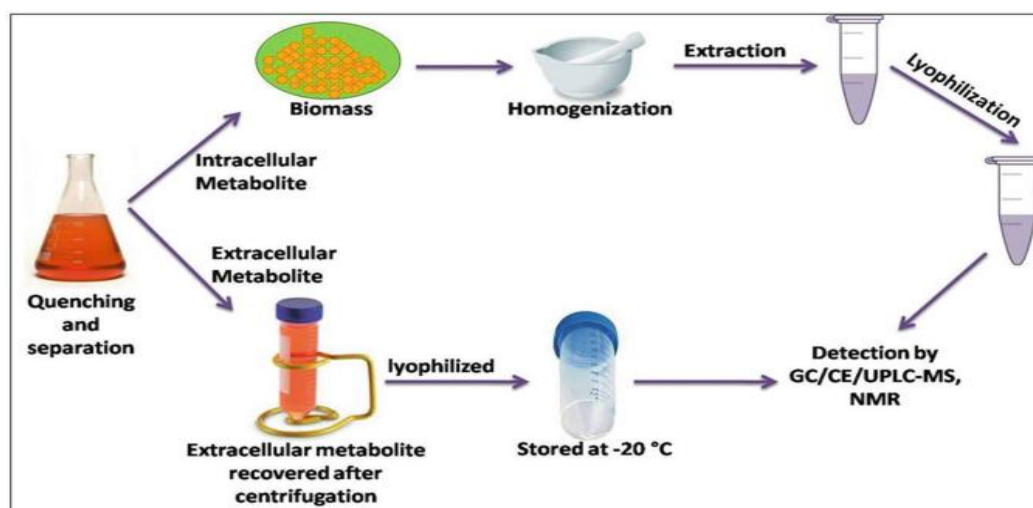 Biomass
Homogenization
Extraction
Lyophilization
Intracellular
Metabolite
Extracellular
Metabolite
Quenching
and
separation
lyophilized
Extracellular metabolite
recovered after
centrifugation
Stored at -20 °C
Detection by
GC/CE/UPLC-MS,
NMR